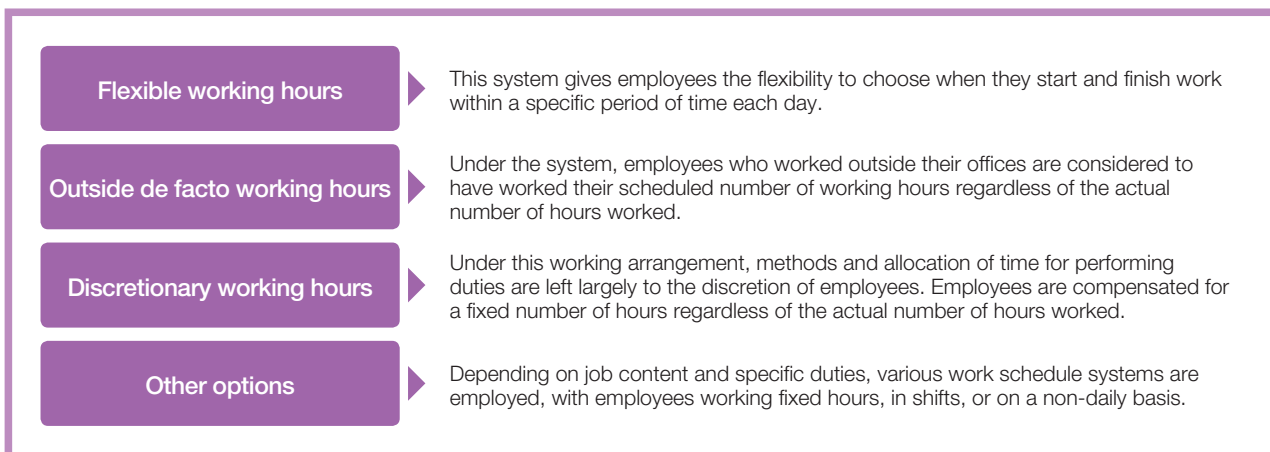 Flexible working hours
This system gives employees the flexibility to choose when they start and finish work
within a specific period of time each day.
Outside de facto working hours
Under the system, employees who worked outside their offices are considered to
have worked their scheduled number of working hours regardless of the actual
number of hours worked.
Discretionary working hours
Under this working arrangement, methods and allocation of time for performing
duties are left largely to the discretion of employees. Employees are compensated for
a fixed number of hours regardless of the actual number of hours worked.
Other options
Depending on job content and specific duties, various work schedule systems are
employed, with employees working fixed hours, in shifts, or on a non-daily basis.